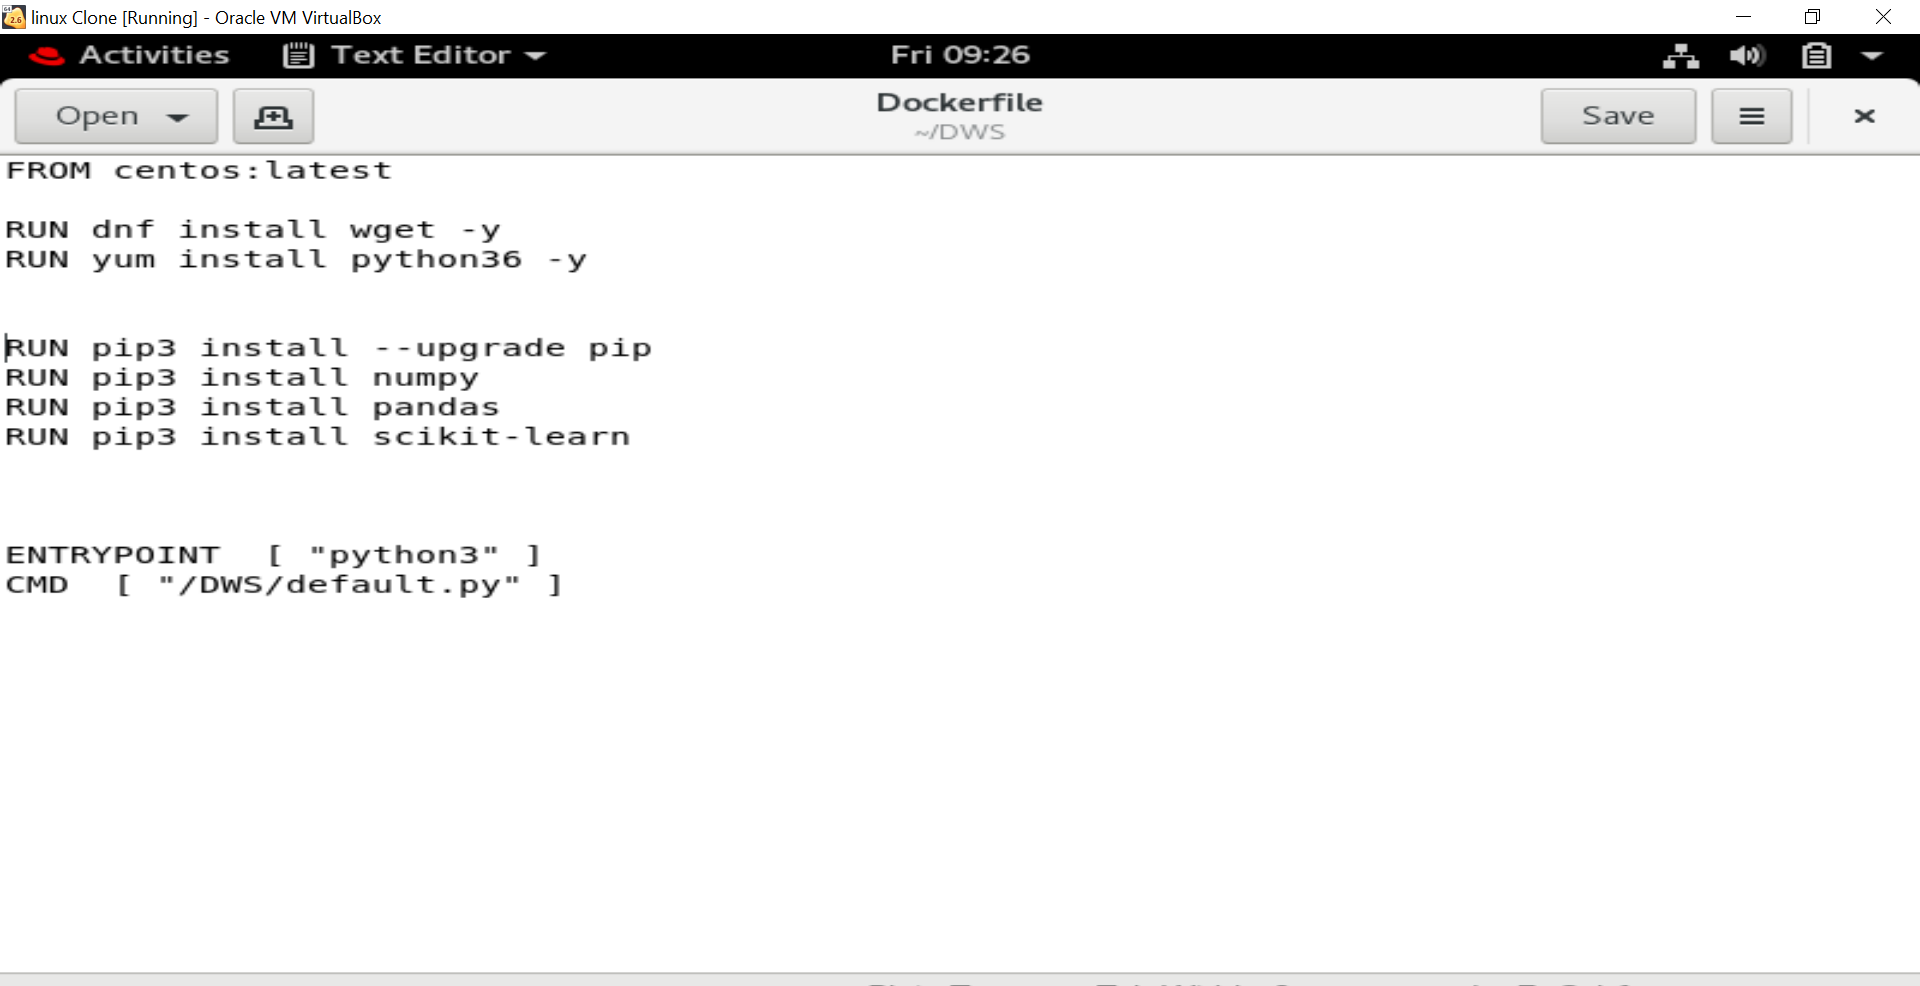 linux Clone [Running] - Oracle VM VirtualBox
Activities Text Editor Fri 09:26
Open Dockerfile Save
~/DWS
FROM centos:latest
RUN dnf install wget -y
RUN yum install python36 -y
RUN pip3 install --upgrade pip
RUN pip3 install numpy
RUN pip3 install pandas
RUN pip3 install scikit-learn
ENTRYPOINT  [ "python3" ]
CMD  [ "/DWS/default.py" ]